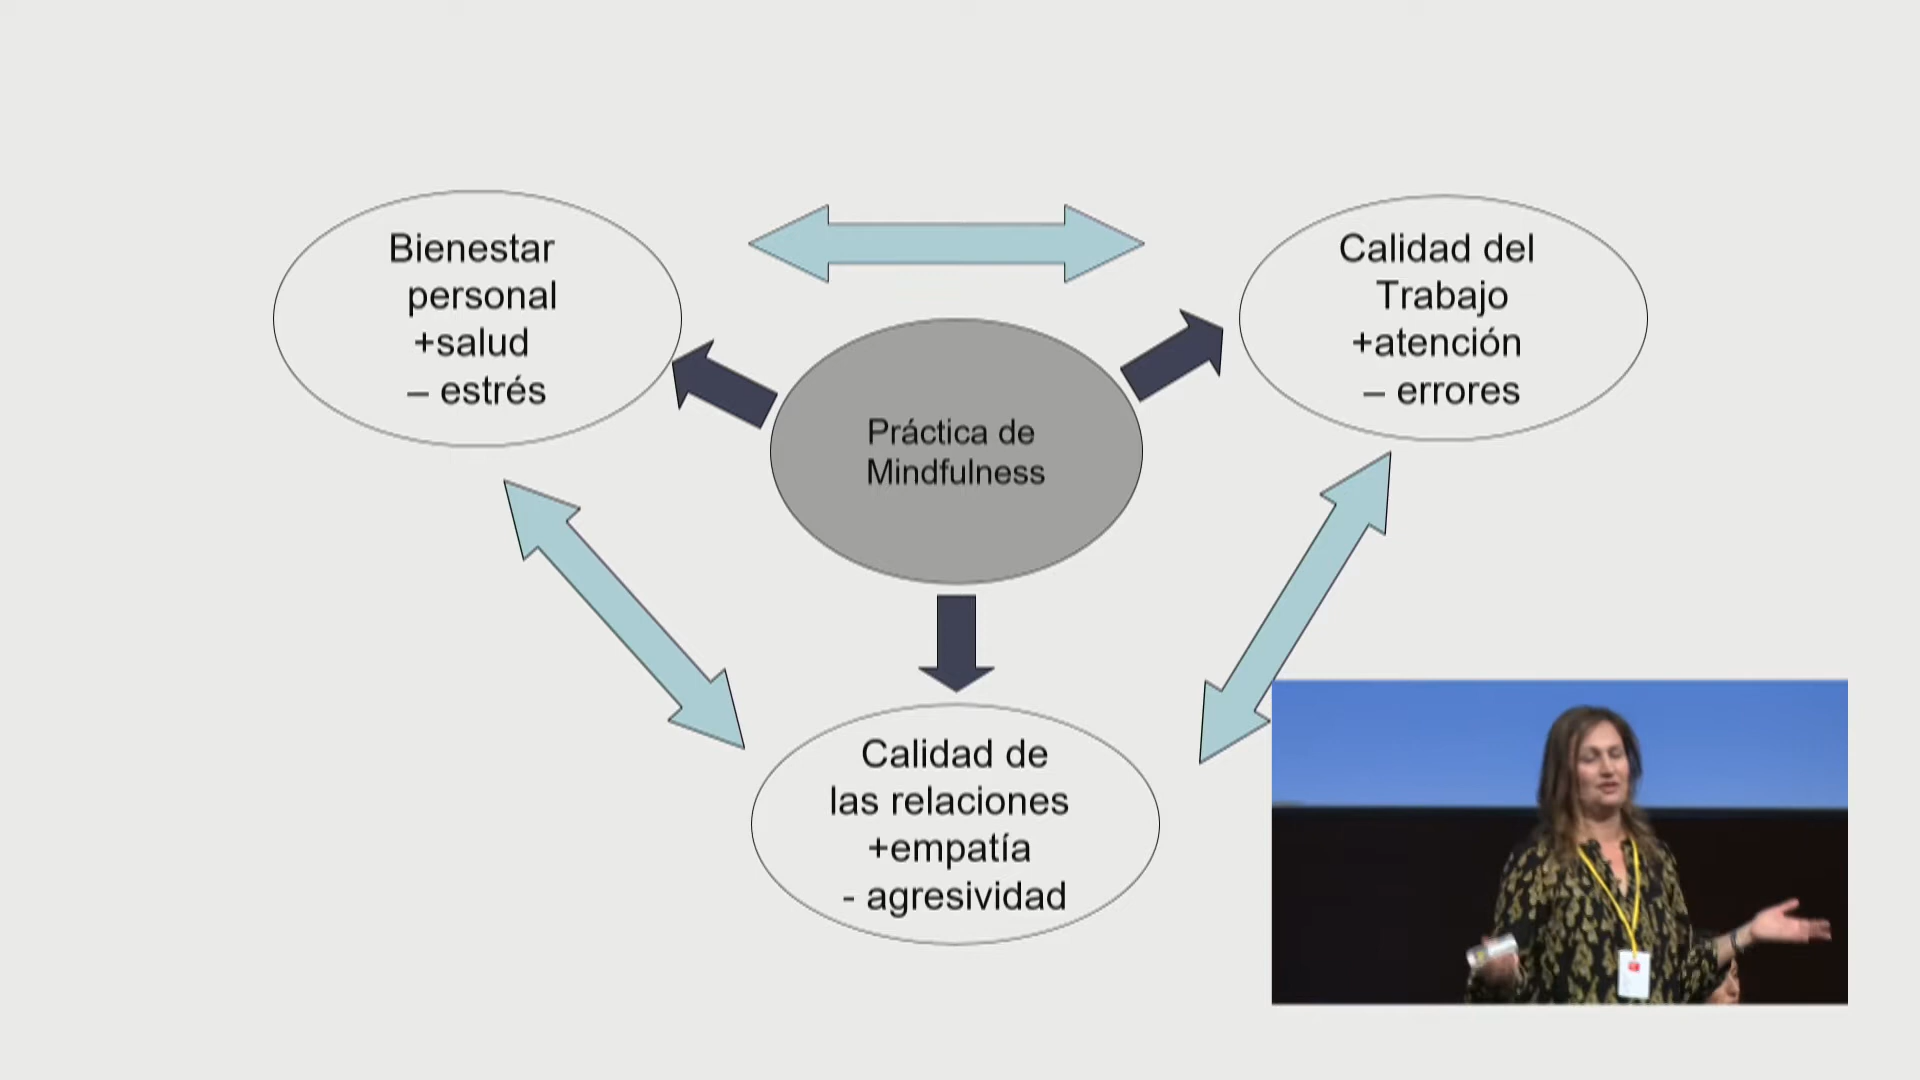 Bienestar
personal
+salud
– estrés
Calidad del
Trabajo
+atención
– errores
Práctica de
Mindfulness
Calidad de
las relaciones
+empatía
- agresividad